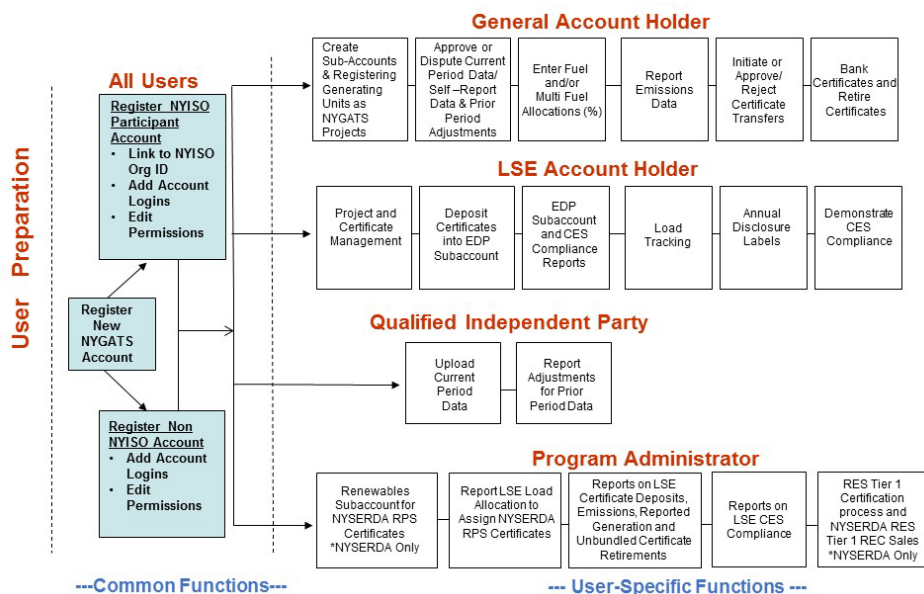 General Account Holder
Create
Sub-Accounts
& Registering
Generating
Units as
NYGATS
Projects
Approve or
Dispute Current
Period Data/
Self –Report
Data & Prior
Period
Adjustments
Enter Fuel
and/or
Multi Fuel
Allocations (%)
Report
Emissions
Data
Initiate or
Approve/
Reject
Certificate
Transfers
Bank
Certificates and
Retire
Certificates
All Users
Register NYISO
Participant
Account
• Link to NYISO
Org ID
• Add Account
Logins
• Edit
Permissions
User Preparation
LSE Account Holder
Project and
Certificate
Management
Deposit
Certificates
into EDP
Subaccount
EDP
Subaccount
and CES
Compliance
Reports
Load
Tracking
Annual
Disclosure
Labels
Demonstrate
CES
Compliance
Register
New
NYGATS
Account
Qualified Independent Party
Upload
Current
Period
Data
Report
Adjustments
for Prior
Period Data
Register Non
NYISO Account
• Add Account
Logins
• Edit
Permissions
Program Administrator
Renewables
Subaccount for
NYSERDA RPS
Certificates
*NYSERDA Only
Report LSE Load
Allocation to
Assign NYSERDA
RPS Certificates
Reports on LSE
Certificate Deposits,
Emissions, Reported
Generation and
Unbundled Certificate
Retirements
Reports on
LSE CES
Compliance
RES Tier 1
Certification
process and
NYSERDA RES
Tier 1 REC Sales
*NYSERDA Only
---Common Functions---
--- User-Specific Functions ---